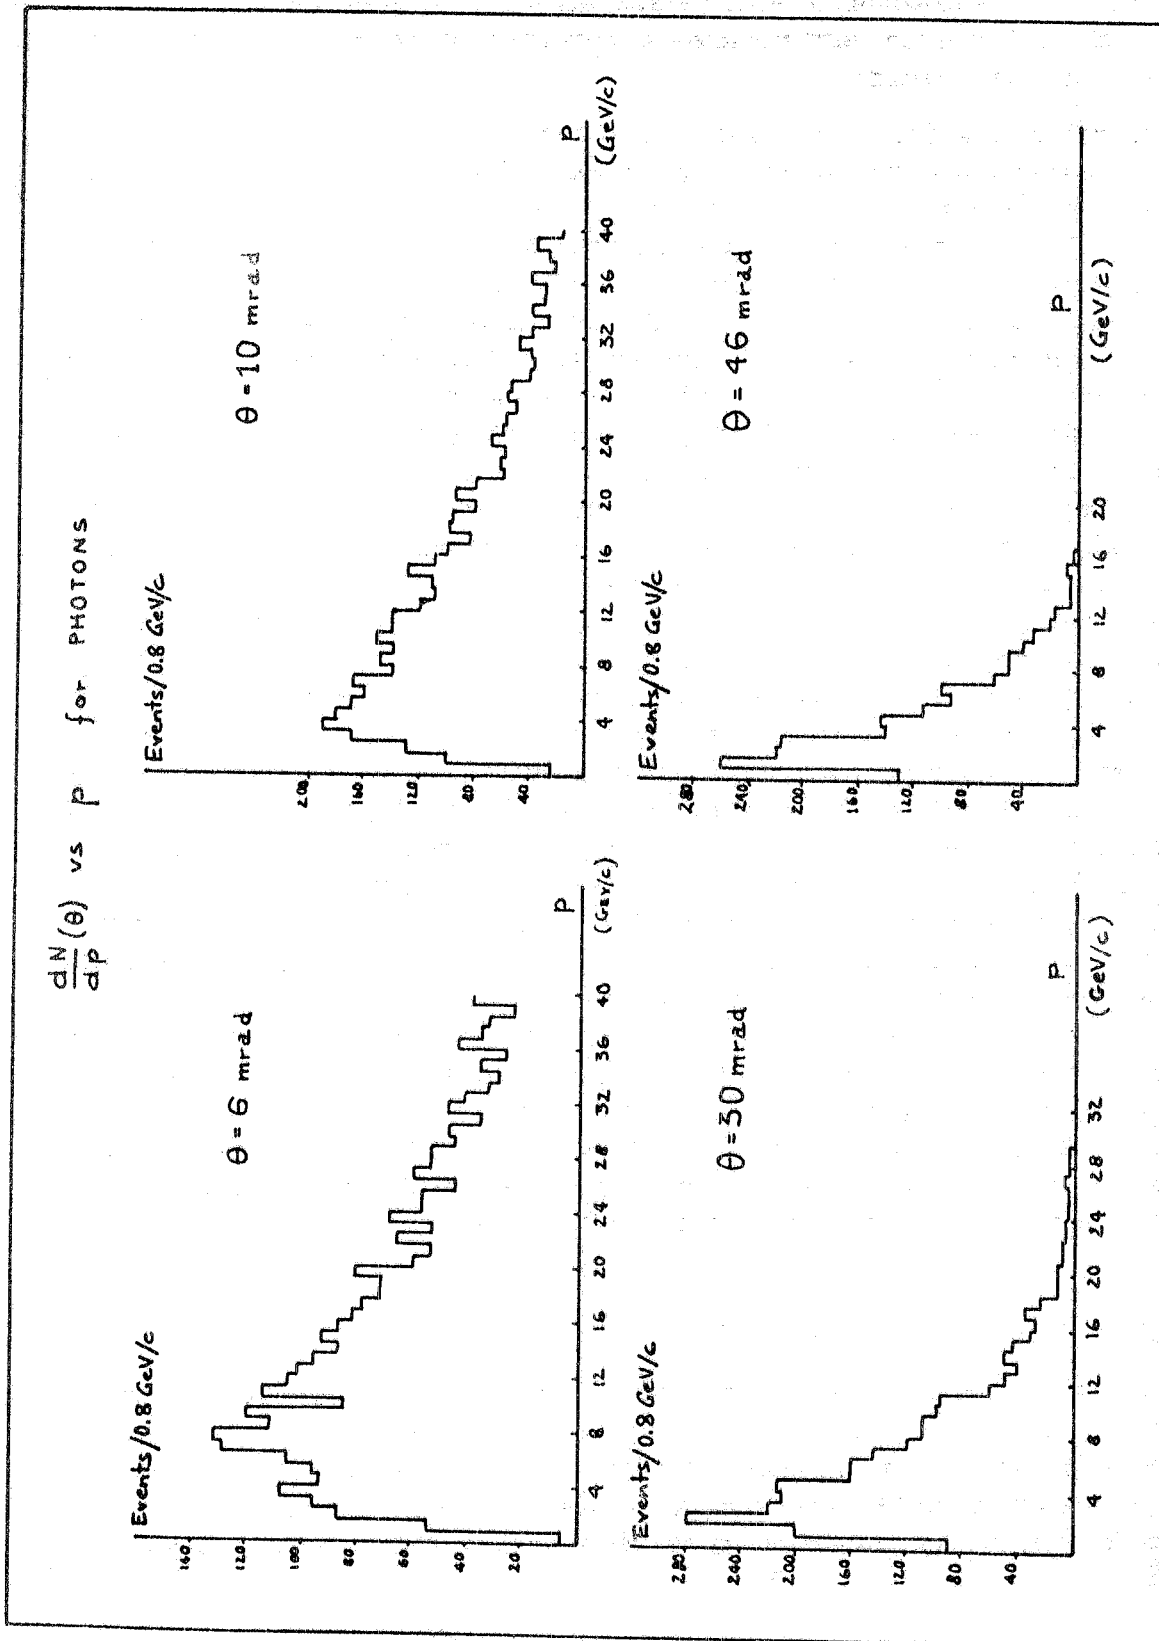 dN/dp (θ) vs p for PHOTONS
Events/0.8 GeV/c
θ = 6 mrad
160
120
100
80
60
40
20
4 8 12 16 20 24 28 32 36 40
P
(GeV/c)
Events/0.8 GeV/c
θ = 10 mrad
200
160
120
80
40
4 8 12 16 20 24 28 32 36 40
P
(GeV/c)
Events/0.8 GeV/c
θ = 30 mrad
280
240
200
160
120
80
40
4 8 12 16 20 24 28 32
P
(GeV/c)
Events/0.8 GeV/c
θ = 46 mrad
280
240
200
160
120
80
40
4 8 12 16 20
P
(GeV/c)